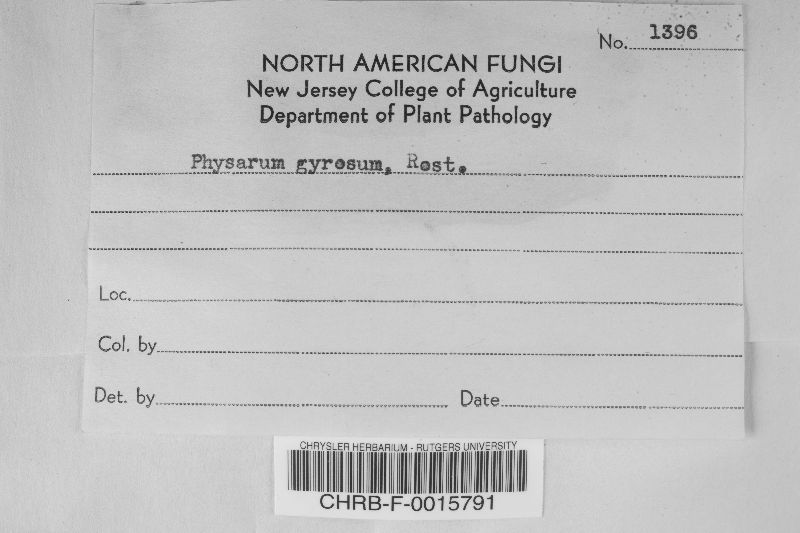 No. 1396
NORTH AMERICAN FUNGI
New Jersey College of Agriculture
Department of Plant Pathology
Physarum gyrosum, Rost.
Loc.
Col. by
Det. by Date
CHRYSLER HERBARIUM - RUTGERS UNIVERSITY
CHRB-F-0015791